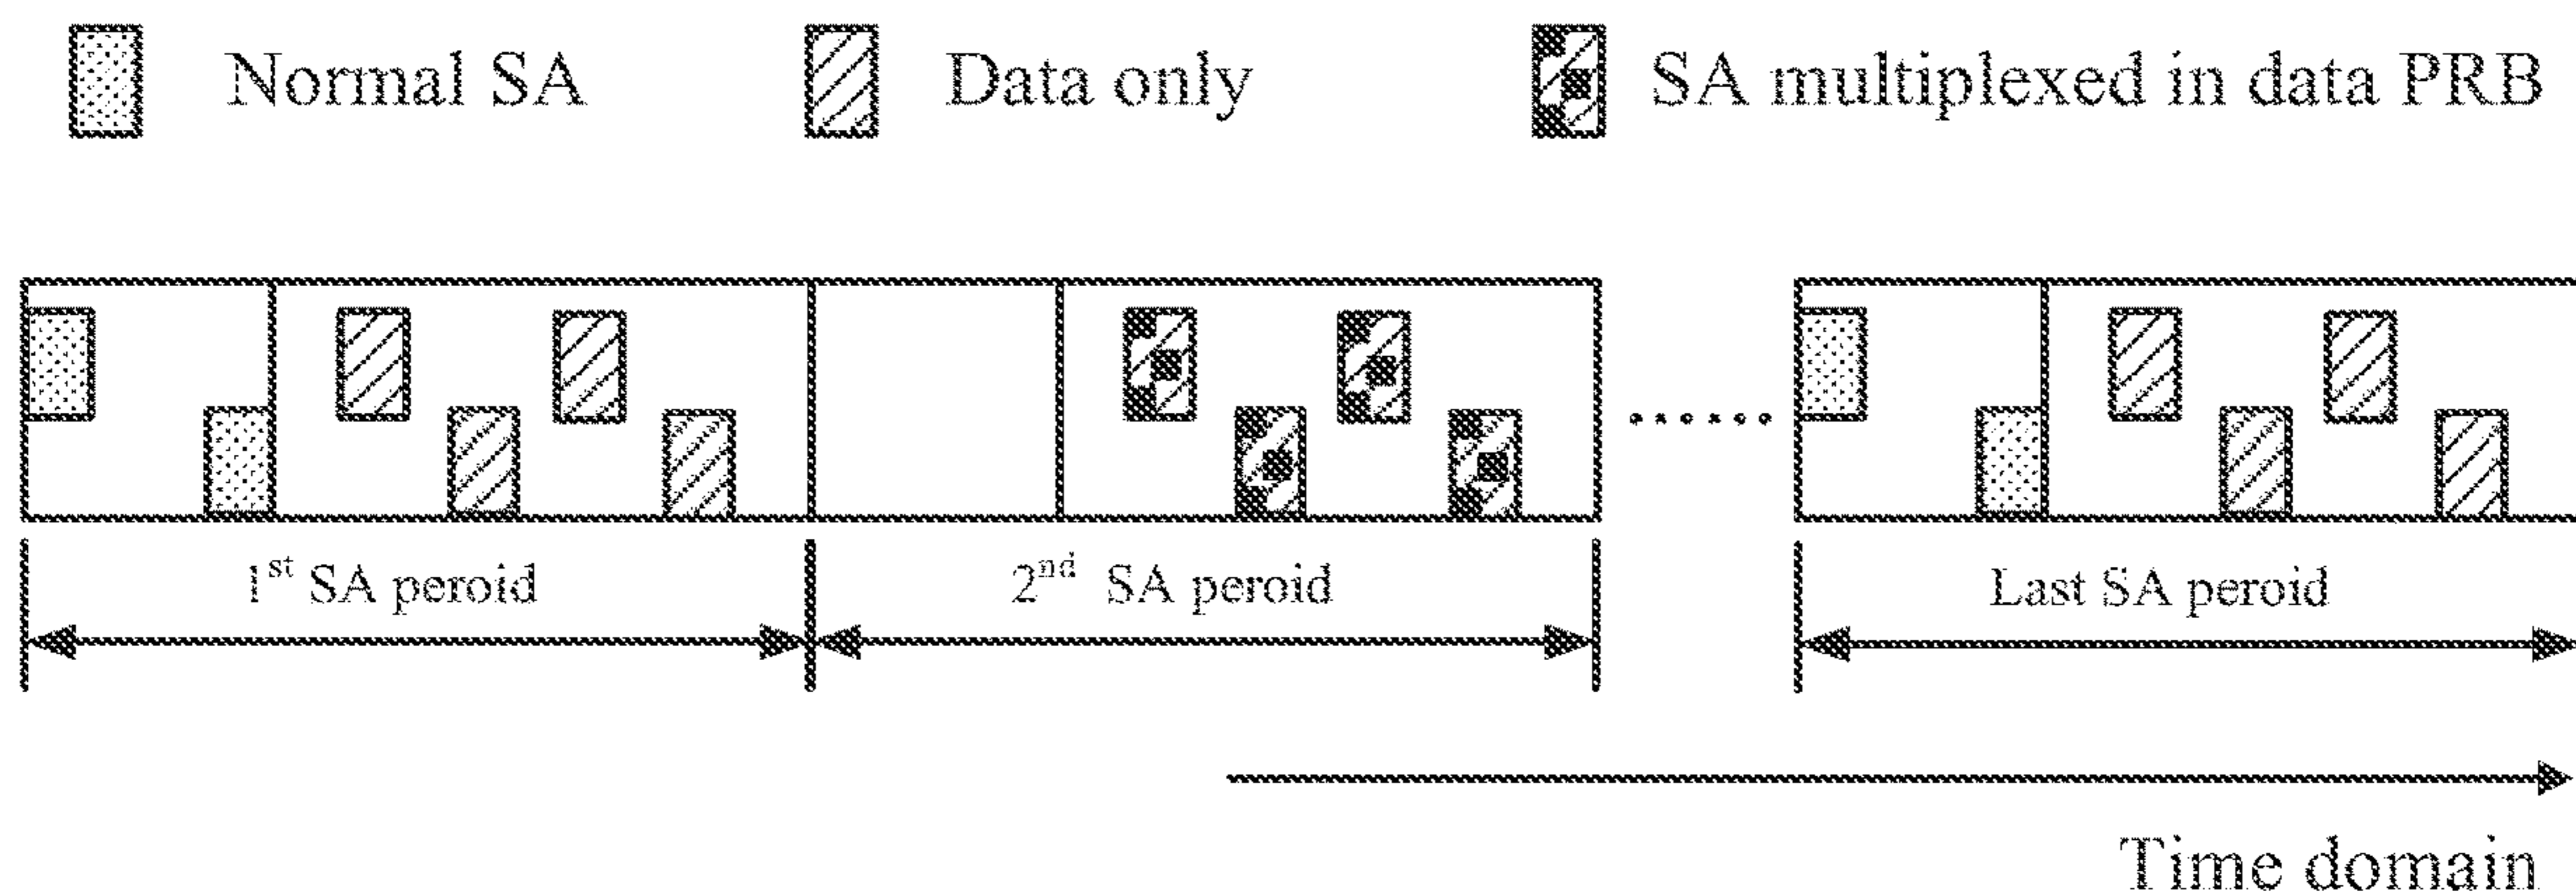 Normal SA
Data only
SA multiplexed in data PRB
1st SA peroid
2nd SA peroid
Last SA peroid
Time domain